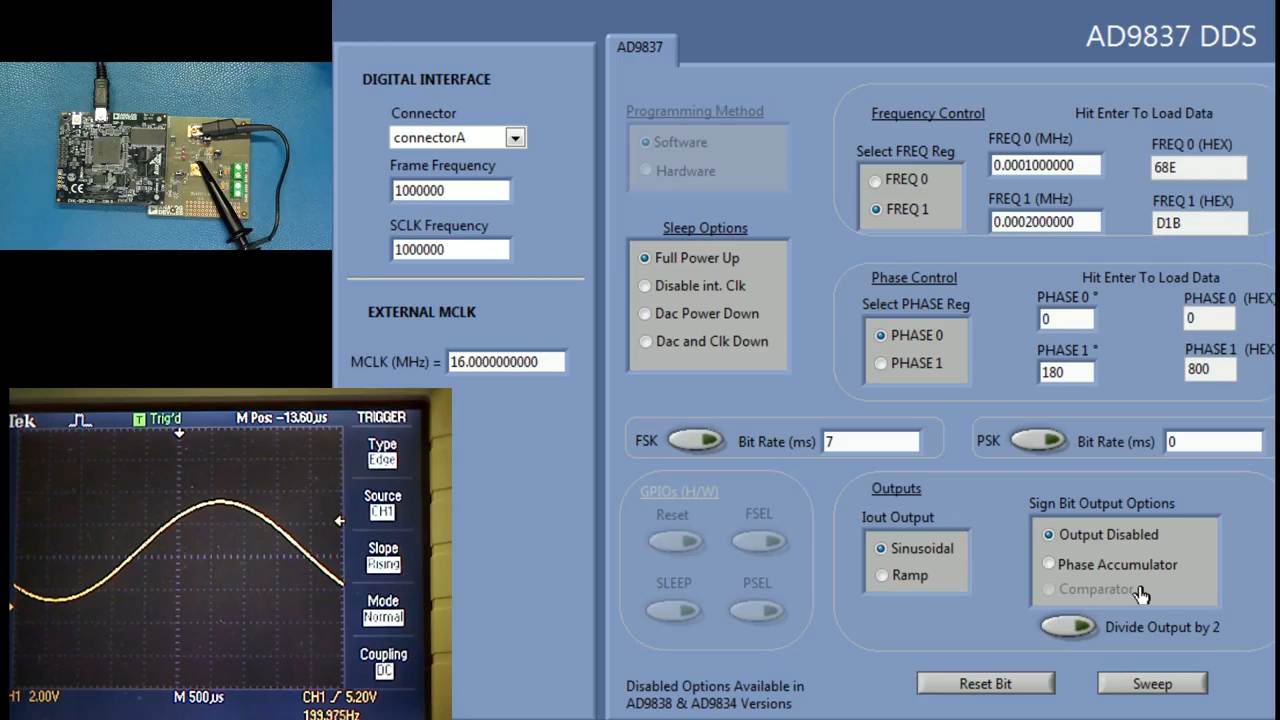 AD9837 DDS
AD9837
DIGITAL INTERFACE
Connector
connectorA
Frame Frequency
1000000
SCLK Frequency
1000000
EXTERNAL MCLK
MCLK (MHz) = 16.0000000000
Programming Method
Software
Hardware
Sleep Options
Full Power Up
Disable int. Clk
Dac Power Down
Dac and Clk Down
Frequency Control
Hit Enter To Load Data
Select FREQ Reg
FREQ 0
FREQ 1
FREQ 0 (MHz)
0.0001000000
FREQ 1 (MHz)
0.0002000000
FREQ 0 (HEX)
68E
FREQ 1 (HEX)
D1B
Phase Control
Hit Enter To Load Data
Select PHASE Reg
PHASE 0
PHASE 1
PHASE 0 °
0
PHASE 1 °
180
PHASE 0 (HEX
0
PHASE 1 (HEX
800
FSK
Bit Rate (ms) 7
PSK
Bit Rate (ms) 0
GPIOs (H/W)
Reset
FSEL
SLEEP
PSEL
Outputs
Iout Output
Sinusoidal
Ramp
Sign Bit Output Options
Output Disabled
Phase Accumulator
Comparator
Divide Output by 2
Disabled Options Available in
AD9838 & AD9834 Versions
Reset Bit
Sweep
Tek
T Trig'd
M Pos: -13.60µs
TRIGGER
Type
Edge
Source
CH1
Slope
Rising
Mode
Normal
Coupling
DC
H1 2.00V
M 500µs
CH1 / 5.20V
199.975Hz
CE